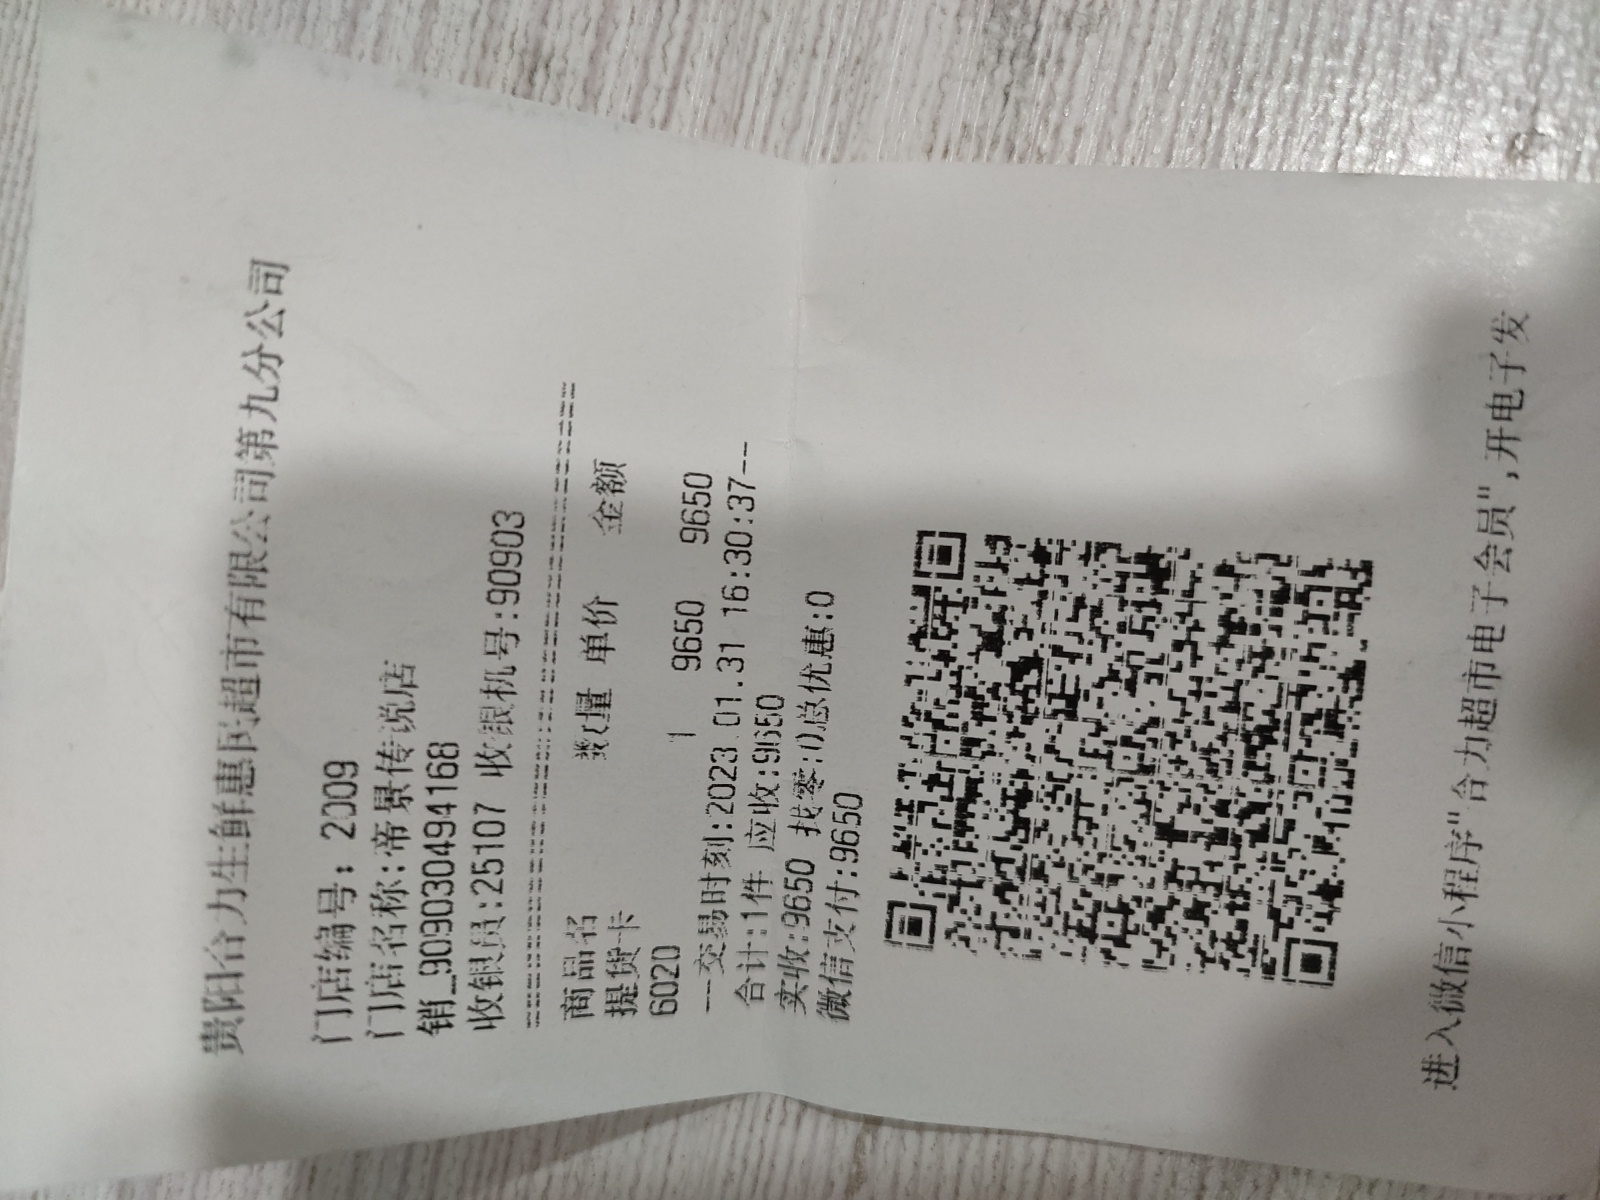 贵阳合力生鲜惠民超市有限公司第九分公司
门店编号: 2009
门店名称:帝景传说店
销_9090304941​68
收银员:25107 收银机号:90903
商品名 数量 单价 金额
提货卡
6020 1 9650 9650
---交易时刻:2023.01.31 16:30:37---
合计:1件 应收:9650
实收:9650 找零:0总优惠:0
微信支付:9650
进入微信小程序"合力超市电子会员",开电子发